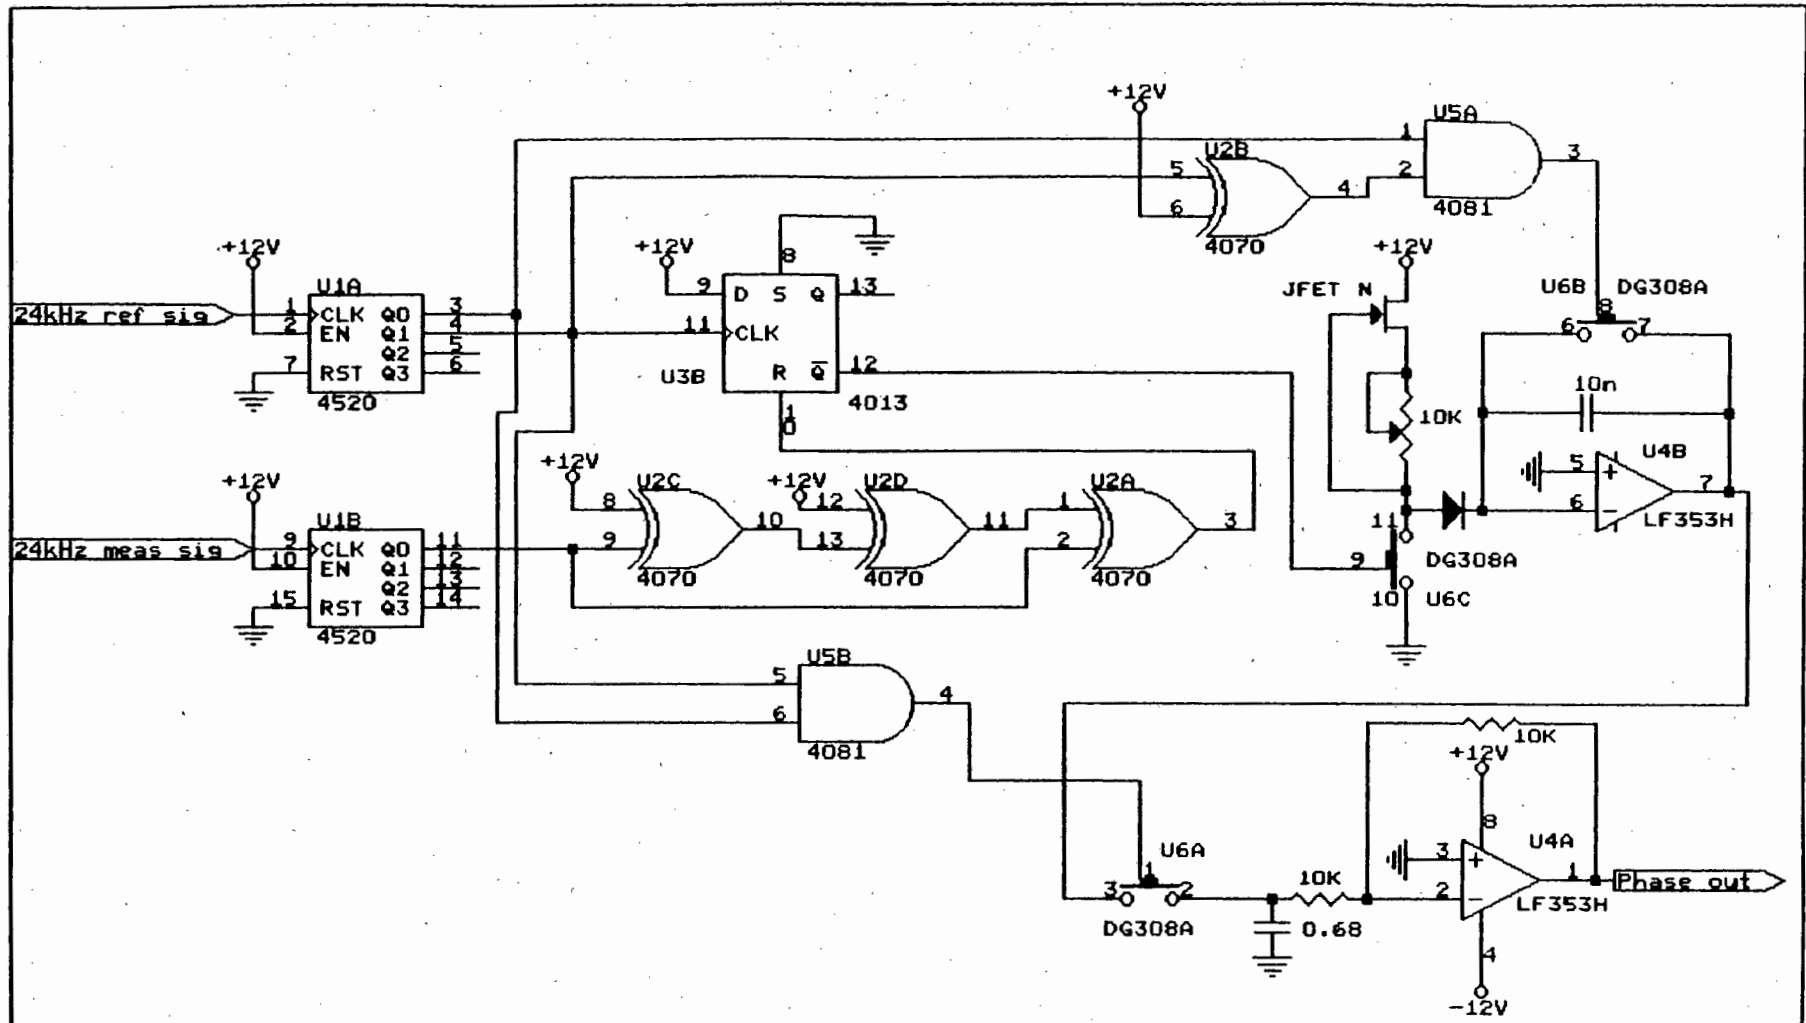 +12V
U5A
1
U2B
5
3
4
2
6
4081
4070
+12V
+12V
+12V
8
U1A
9
D
S
Q
13
JFET N
U6B
DG308A
8
24kHz ref sig
1
CLK
Q0
3
6
7
2
EN
Q1
4
11
CLK
Q2
5
7
RST
Q3
6
R
Q
12
10n
4520
U3B
4013
10K
1
0
U4B
+12V
5
+
7
+12V
U2C
+12V
U2D
U2A
8
12
1
6
-
U1B
10
11
3
11
LF353H
24kHz meas sig
9
CLK
Q0
11
9
13
2
10
EN
Q1
12
9
DG308A
Q2
13
4070
4070
4070
15
RST
Q3
14
10
U6C
4520
U5B
5
4
6
10K
4081
+12V
8
U6A
U4A
1
3
+
3
2
10K
1
Phase out
2
-
DG308A
0.68
LF353H
4
-12V